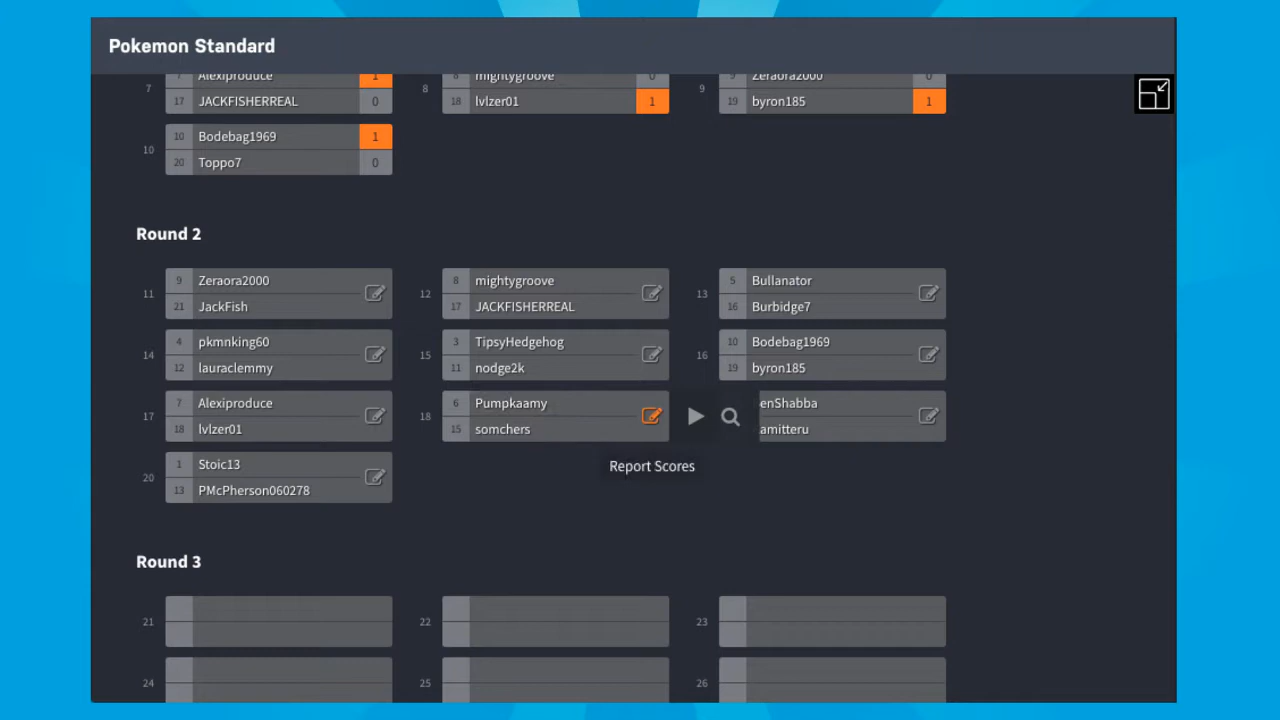 Pokemon Standard
7
7 Alexiproduce 1
17 JACKFISHERREAL 0
8
8 mightygroove 0
18 lvlzer01 1
9
9 Zeraora2000 0
19 byron185 1
10
10 Bodebag1969 1
20 Toppo7 0
Round 2
11
9 Zeraora2000
21 JackFish
12
8 mightygroove
17 JACKFISHERREAL
13
5 Bullanator
16 Burbidge7
14
4 pkmnking60
12 lauraclemmy
15
3 TipsyHedgehog
11 nodge2k
16
10 Bodebag1969
19 byron185
17
7 Alexiproduce
18 lvlzer01
18
6 Pumpkaamy
15 somchers
enShabba
amitteru
Report Scores
20
1 Stoic13
13 PMcPherson060278
Round 3
21
22
23
24
25
26